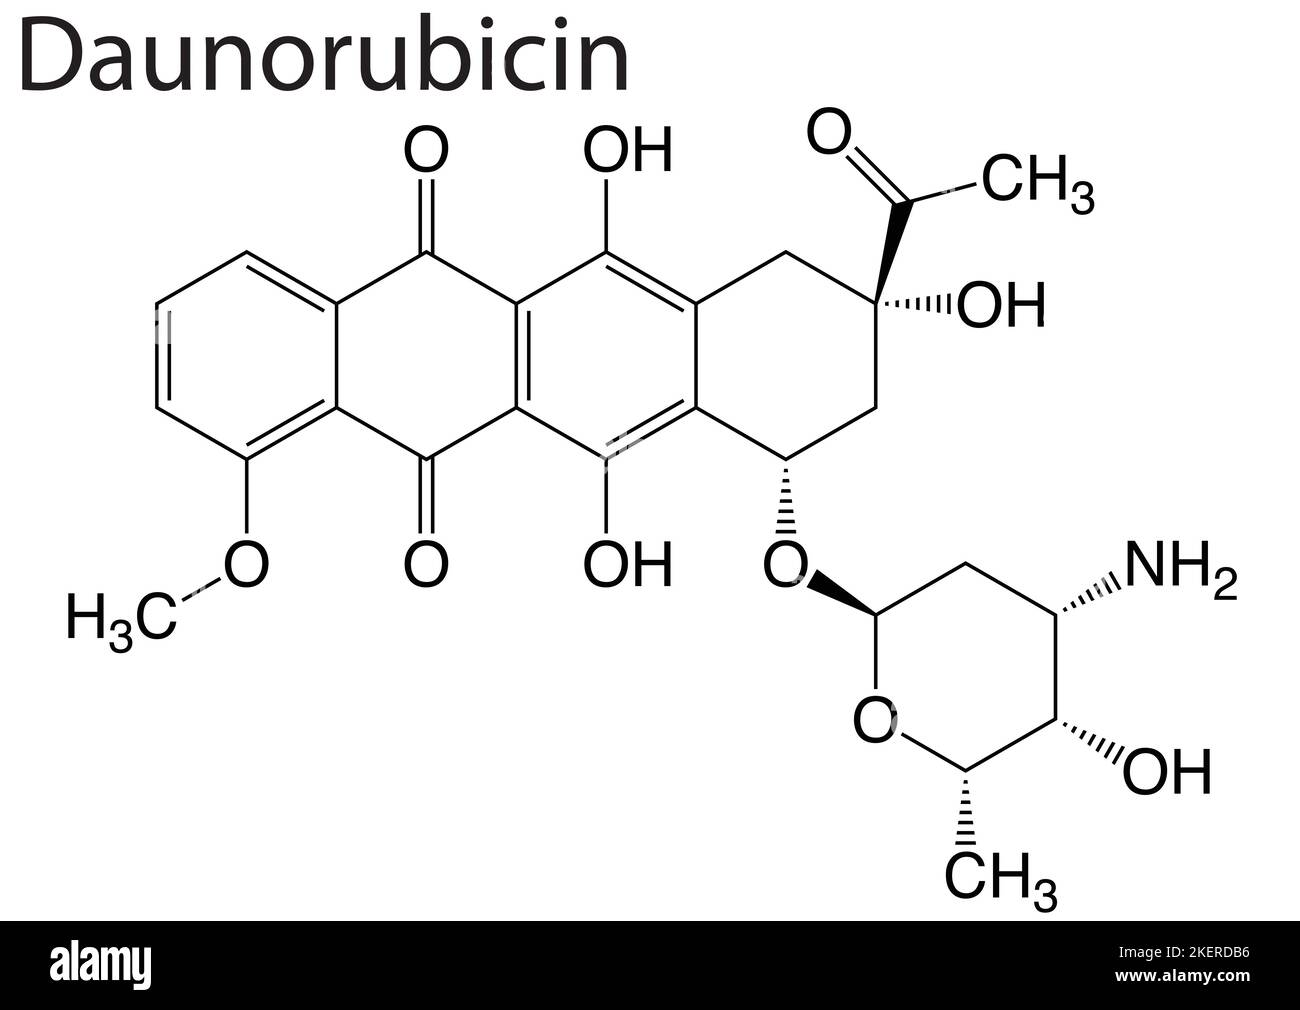 Daunorubicin
O OH O CH₃
OH
O O OH O NH₂
H₃C
O OH
CH₃
alamy
Image ID: 2KERDB6
www.alamy.com